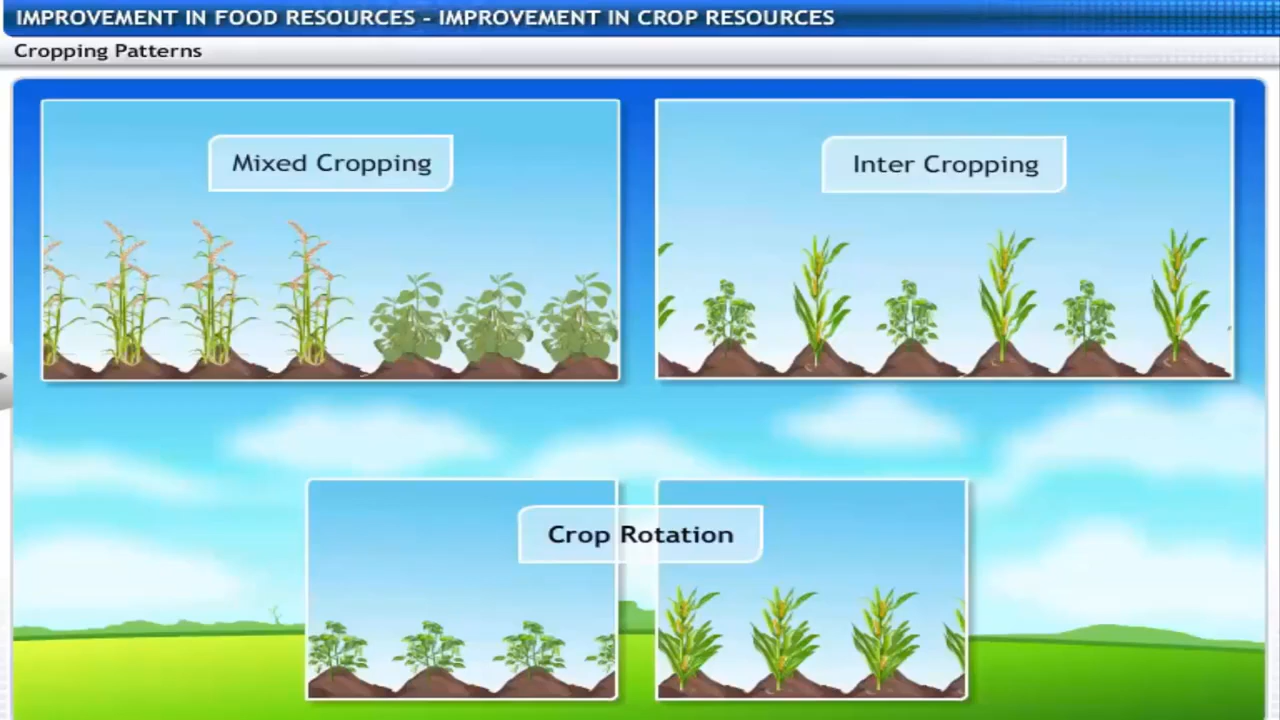 IMPROVEMENT IN FOOD RESOURCES - IMPROVEMENT IN CROP RESOURCES
Cropping Patterns
Mixed Cropping
Inter Cropping
Crop Rotation